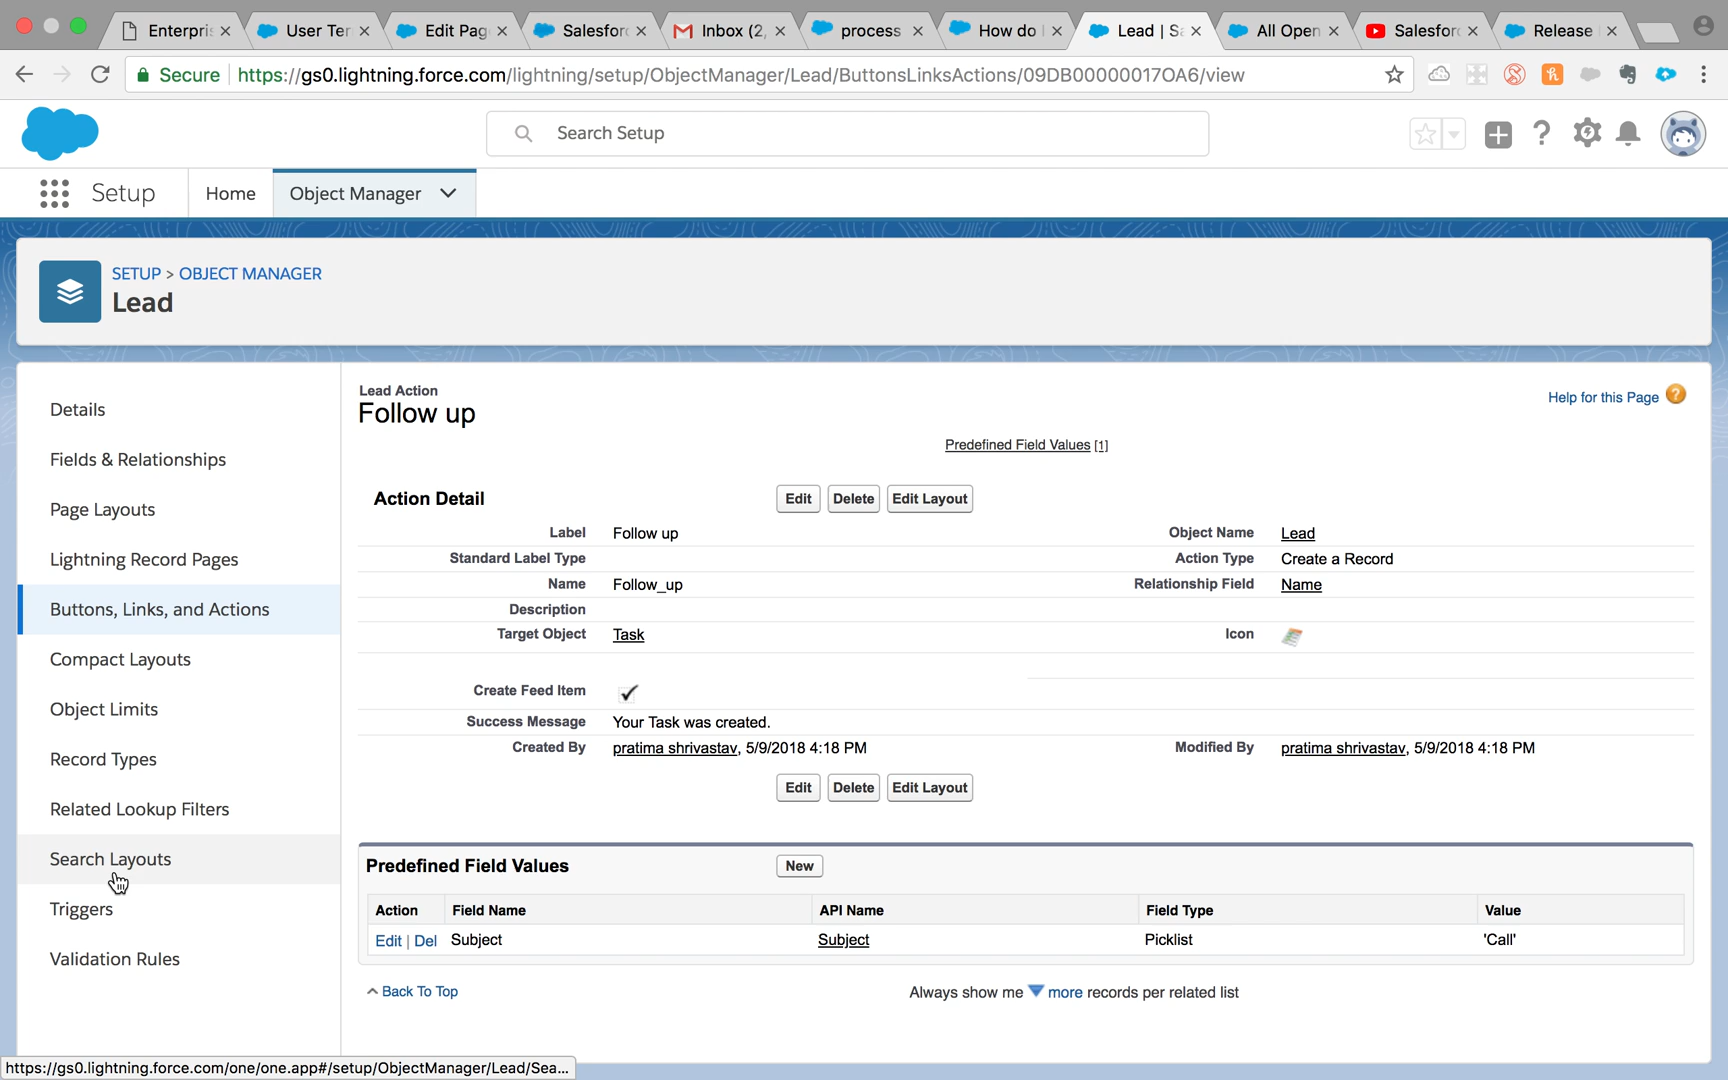 Enterpri
User Ter
Edit Pag
Salesfor
Inbox (2,
process
How do
Lead | Sa
All Open
Salesforc
Release
Secure
https://gs0.lightning.force.com/lightning/setup/ObjectManager/Lead/ButtonsLinksActions/09DB00000017OA6/view
Search Setup
Setup
Home
Object Manager
SETUP > OBJECT MANAGER
Lead
Details
Fields & Relationships
Page Layouts
Lightning Record Pages
Buttons, Links, and Actions
Compact Layouts
Object Limits
Record Types
Related Lookup Filters
Search Layouts
Triggers
Validation Rules
Lead Action
Follow up
Help for this Page ?
Predefined Field Values [1]
Action Detail Edit Delete Edit Layout
Label Follow up Object Name Lead
Standard Label Type Action Type Create a Record
Name Follow_up Relationship Field Name
Description
Target Object Task Icon
Create Feed Item
Success Message Your Task was created.
Created By pratima shrivastav, 5/9/2018 4:18 PM Modified By pratima shrivastav, 5/9/2018 4:18 PM
Edit Delete Edit Layout
Predefined Field Values New
Action Field Name API Name Field Type Value
Edit | Del Subject Subject Picklist 'Call'
Back To Top Always show me more records per related list
https://gs0.lightning.force.com/one/one.app#/setup/ObjectManager/Lead/Sea...